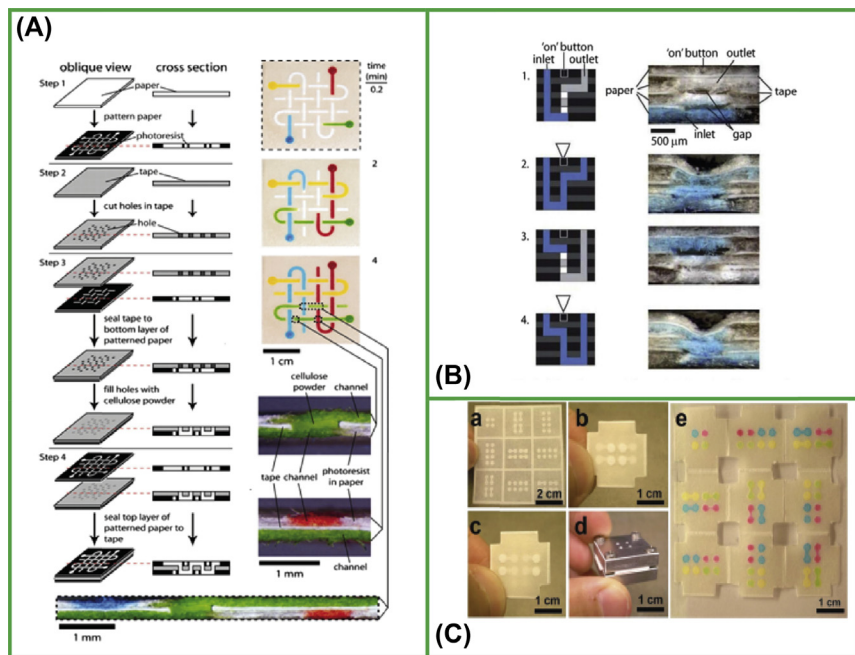 (A)
oblique view
cross section
Step 1
paper
pattern paper
photoresist
Step 2
tape
cut holes in tape
hole
Step 3
seal tape to
bottom layer of
patterned paper
fill holes with
cellulose powder
Step 4
seal top layer of
patterned paper to
tape
1 mm
time
(min)
0.2
2
4
1 cm
cellulose
powder
channel
tape
channel
photoresist
in paper
channel
1 mm
(B)
'on' button
inlet
outlet
1.
2.
3.
4.
'on' button
outlet
paper
tape
inlet
gap
500 µm
(C)
a
2 cm
b
1 cm
c
1 cm
d
1 cm
e
1 cm